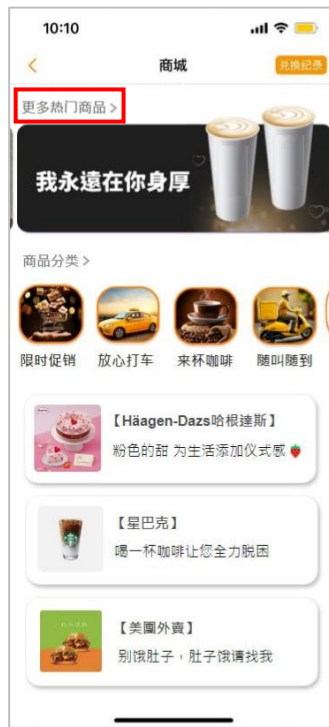 10:10
商城
兑换纪录
更多热门商品 >
我永遠在你身厚
商品分类 >
限时促销
放心打车
来杯咖啡
随叫随到
【Häagen-Dazs哈根達斯】
粉色的甜 为生活添加仪式感
【星巴克】
喝一杯咖啡让您全力脱困
【美團外賣】
别饿肚子，肚子饿请找我